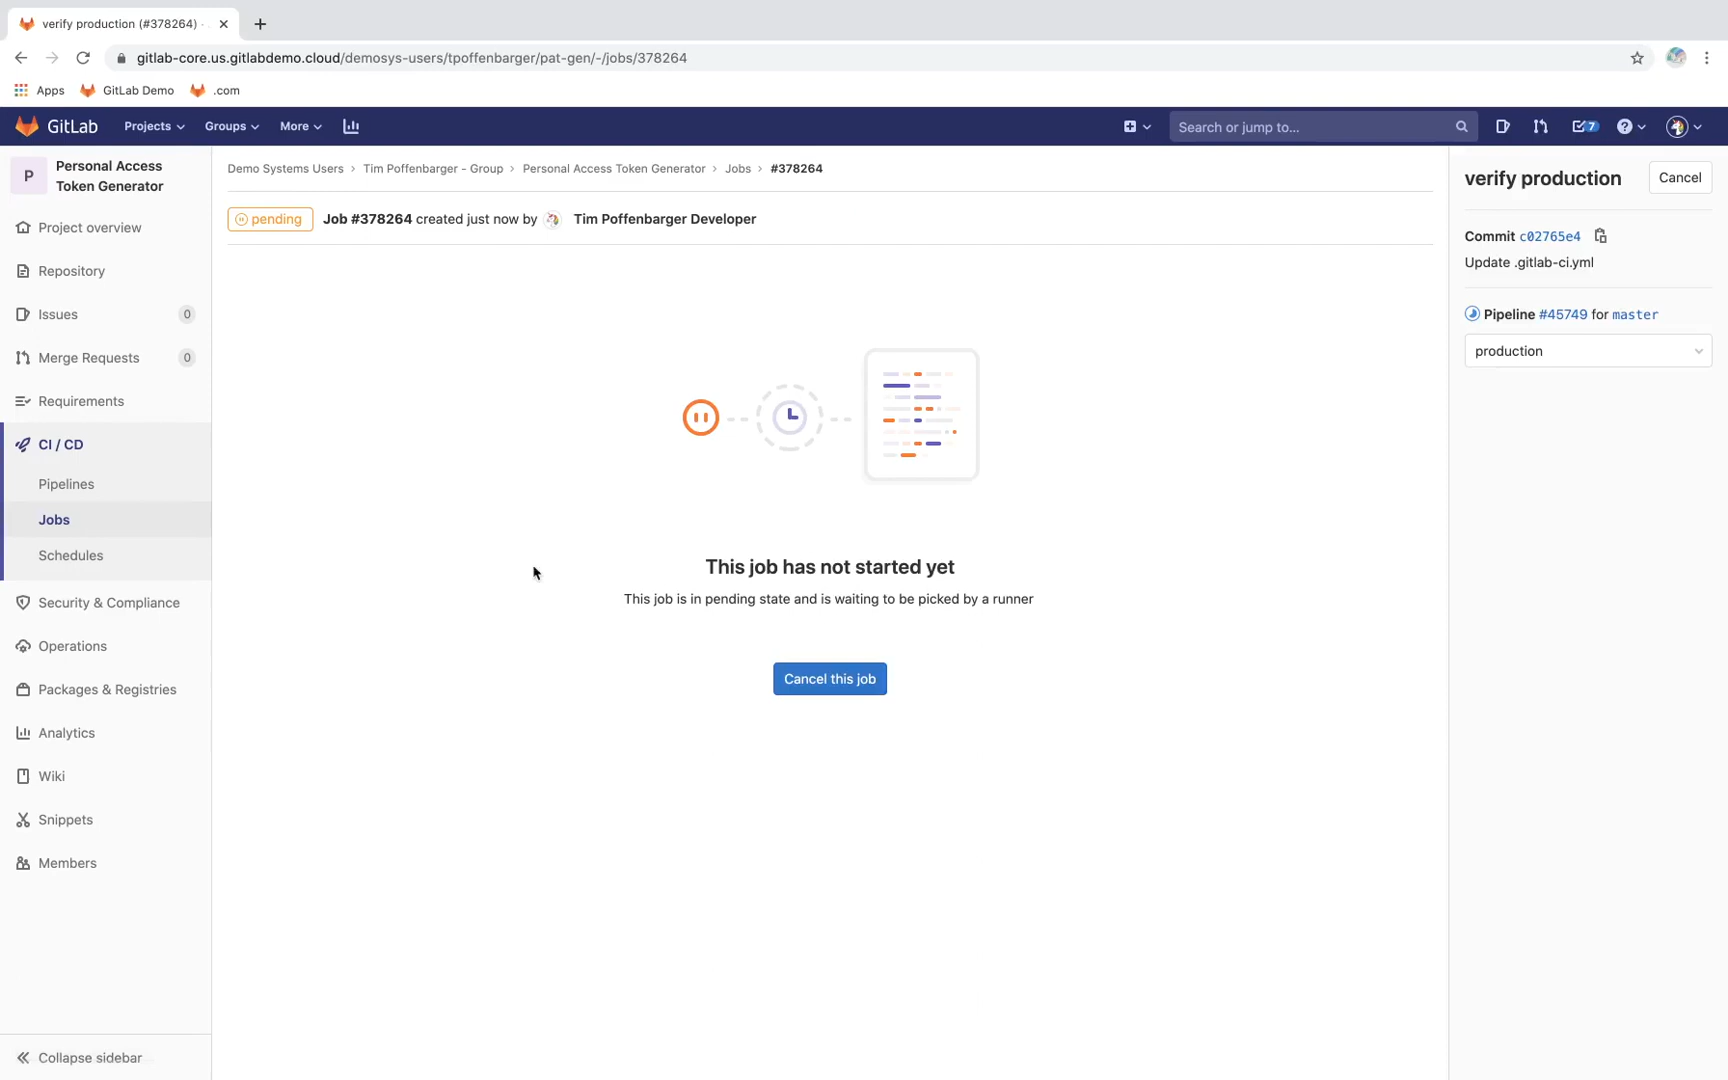 verify production (#378264) ·
gitlab-core.us.gitlabdemo.cloud/demosys-users/tpoffenbarger/pat-gen/-/jobs/378264
Apps GitLab Demo .com
GitLab Projects Groups More Search or jump to... 7
P Personal Access Token Generator
Demo Systems Users › Tim Poffenbarger - Group › Personal Access Token Generator › Jobs › #378264
pending Job #378264 created just now by Tim Poffenbarger Developer
Project overview
Repository
Issues 0
Merge Requests 0
Requirements
CI / CD
Pipelines
Jobs
Schedules
Security & Compliance
Operations
Packages & Registries
Analytics
Wiki
Snippets
Members
Collapse sidebar
This job has not started yet
This job is in pending state and is waiting to be picked by a runner
Cancel this job
verify production Cancel
Commit c02765e4
Update .gitlab-ci.yml
Pipeline #45749 for master
production